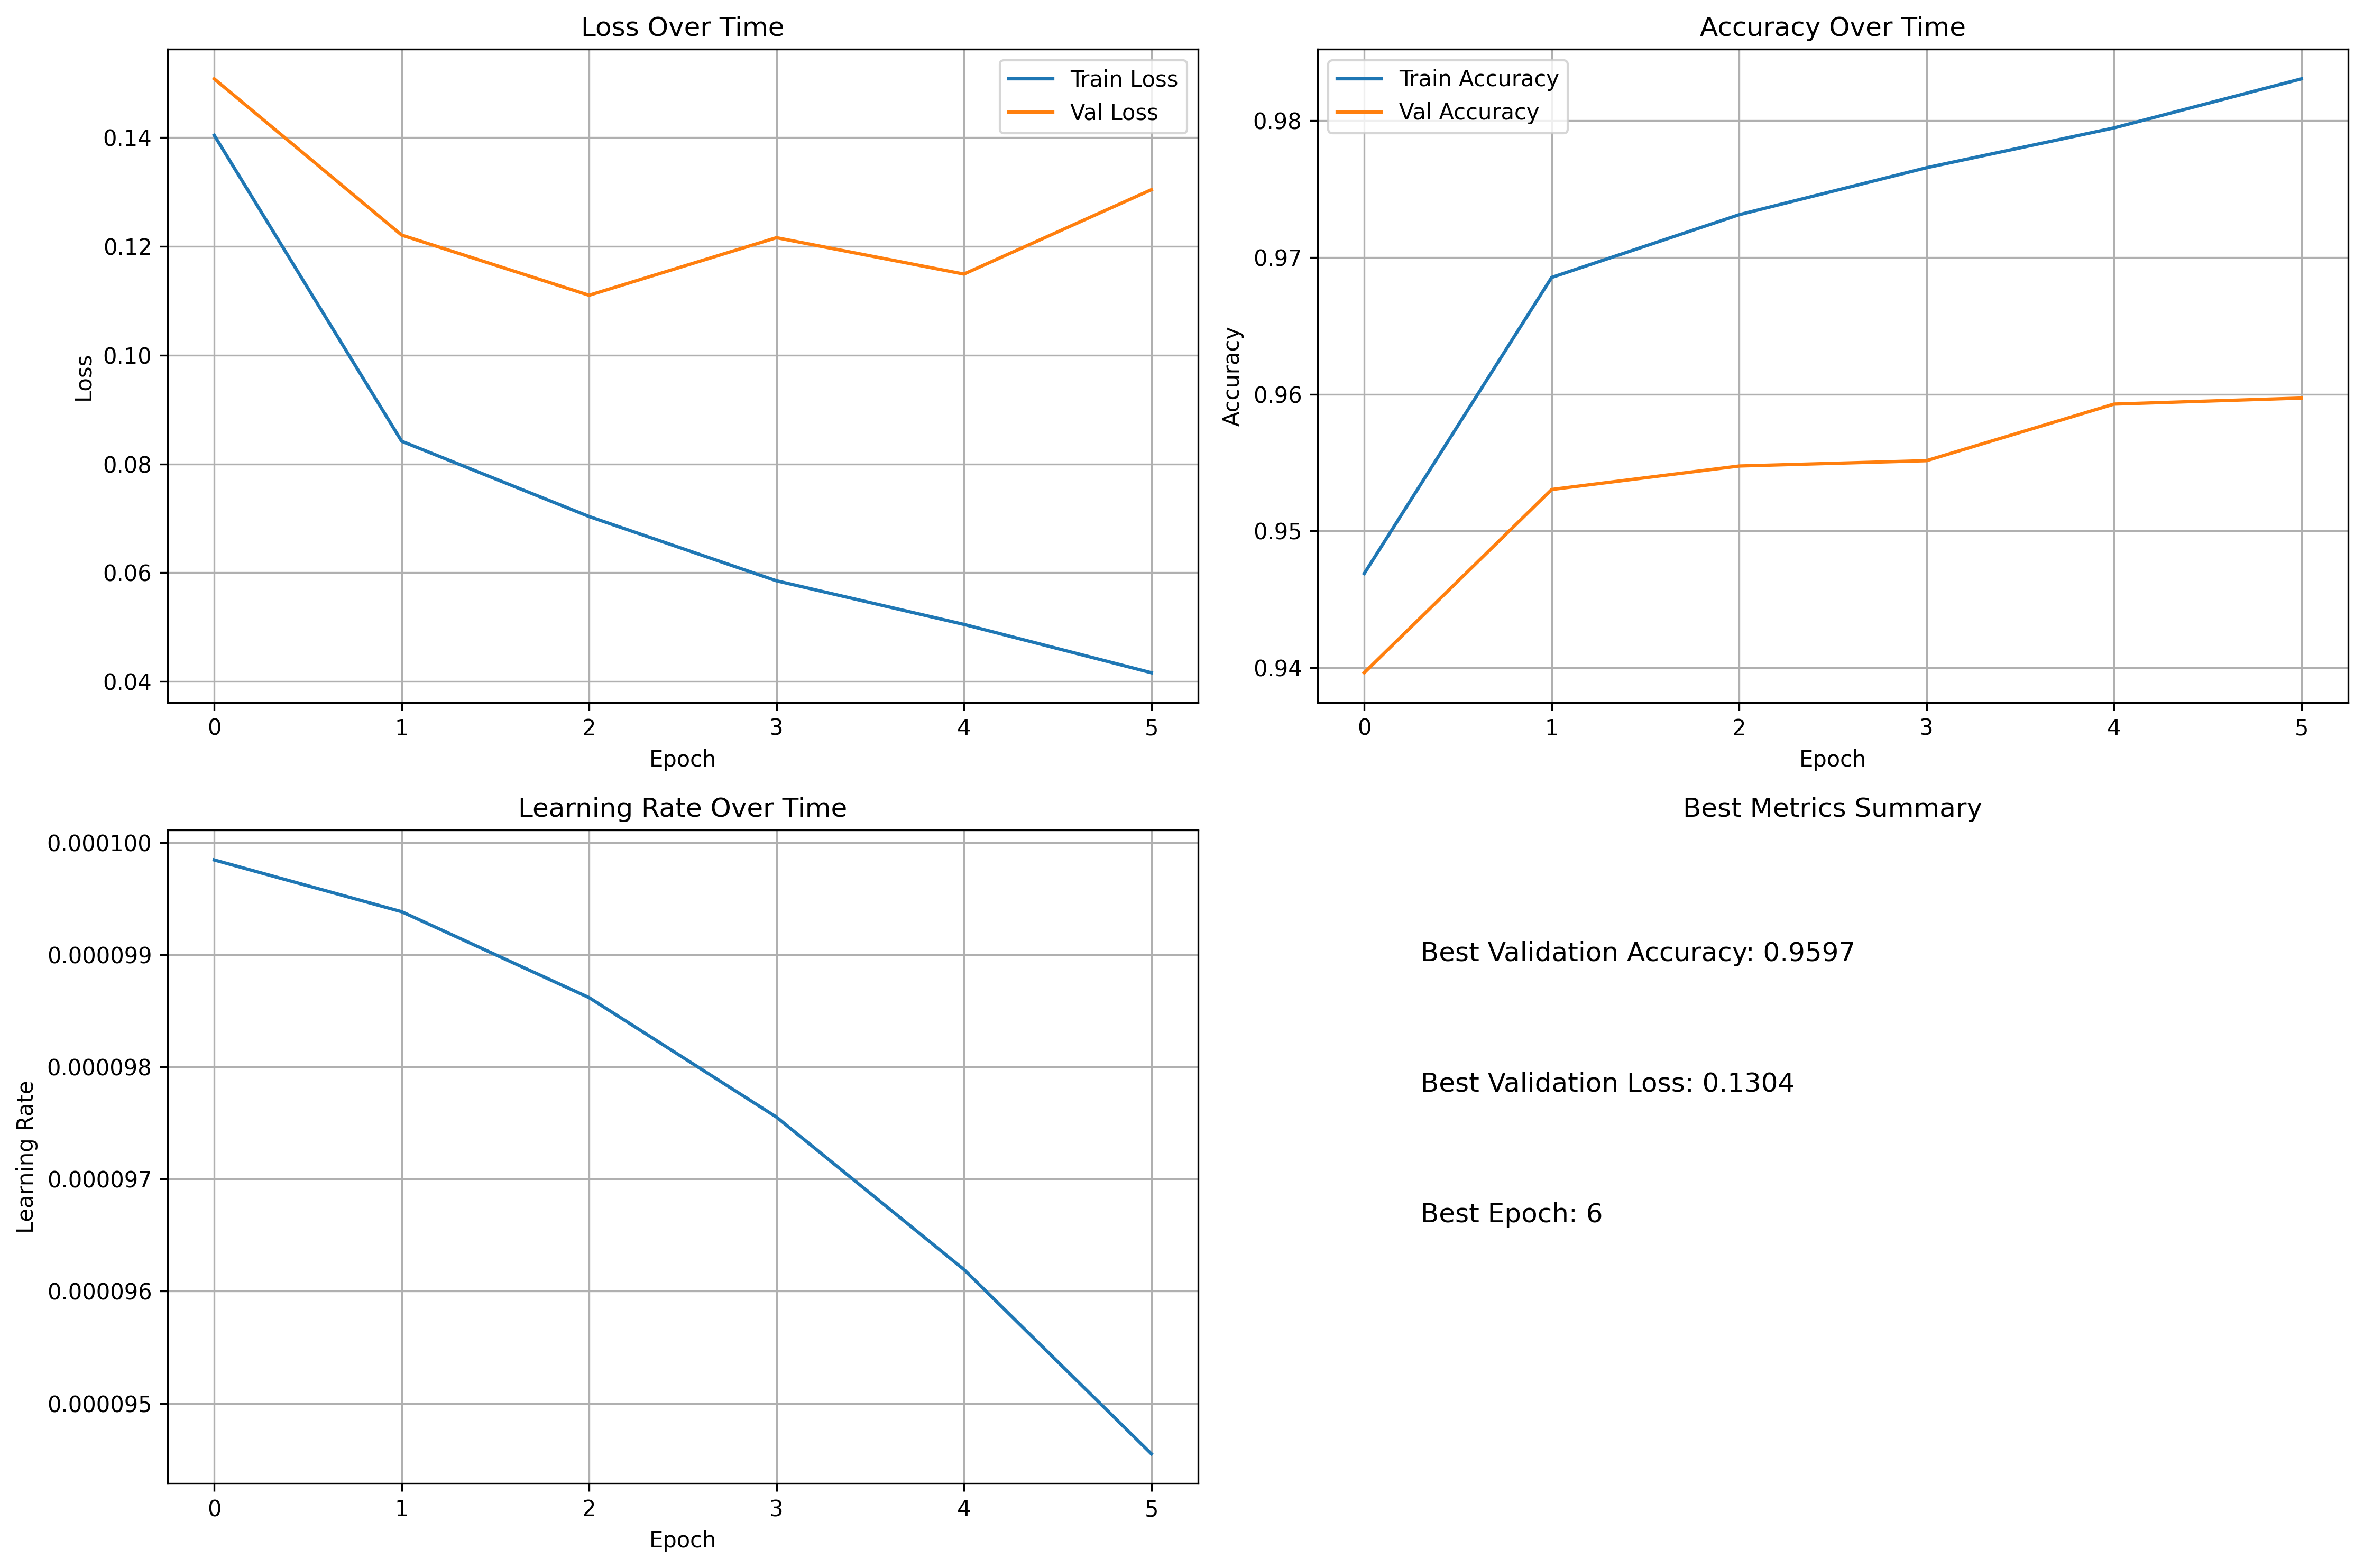 Loss Over Time
Train Loss
Val Loss
0.14
0.12
0.10
0.08
0.06
0.04
Loss
0 1 2 3 4 5
Epoch
Accuracy Over Time
Train Accuracy
Val Accuracy
0.98
0.97
0.96
0.95
0.94
Accuracy
0 1 2 3 4 5
Epoch
Learning Rate Over Time
0.000100
0.000099
0.000098
0.000097
0.000096
0.000095
Learning Rate
0 1 2 3 4 5
Epoch
Best Metrics Summary
Best Validation Accuracy: 0.9597
Best Validation Loss: 0.1304
Best Epoch: 6